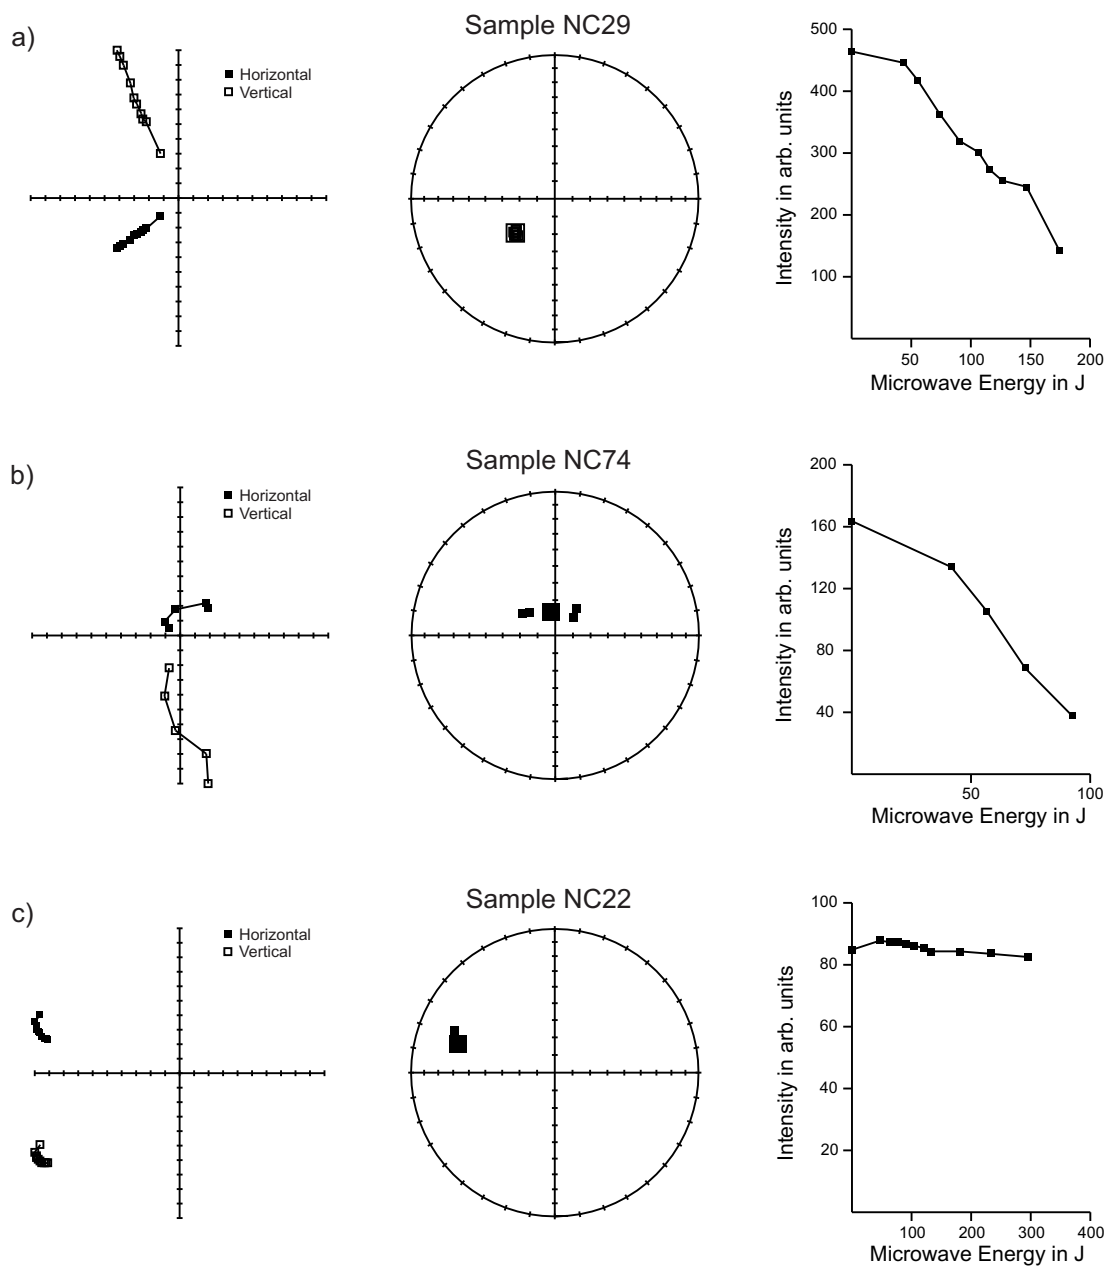 a)
Sample NC29
Horizontal
Vertical
500
400
300
200
100
Intensity in arb. units
50
100
150
200
Microwave Energy in J
b)
Sample NC74
Horizontal
Vertical
200
160
120
80
40
Intensity in arb. units
50
100
Microwave Energy in J
c)
Sample NC22
Horizontal
Vertical
100
80
60
40
20
Intensity in arb. units
100
200
300
400
Microwave Energy in J